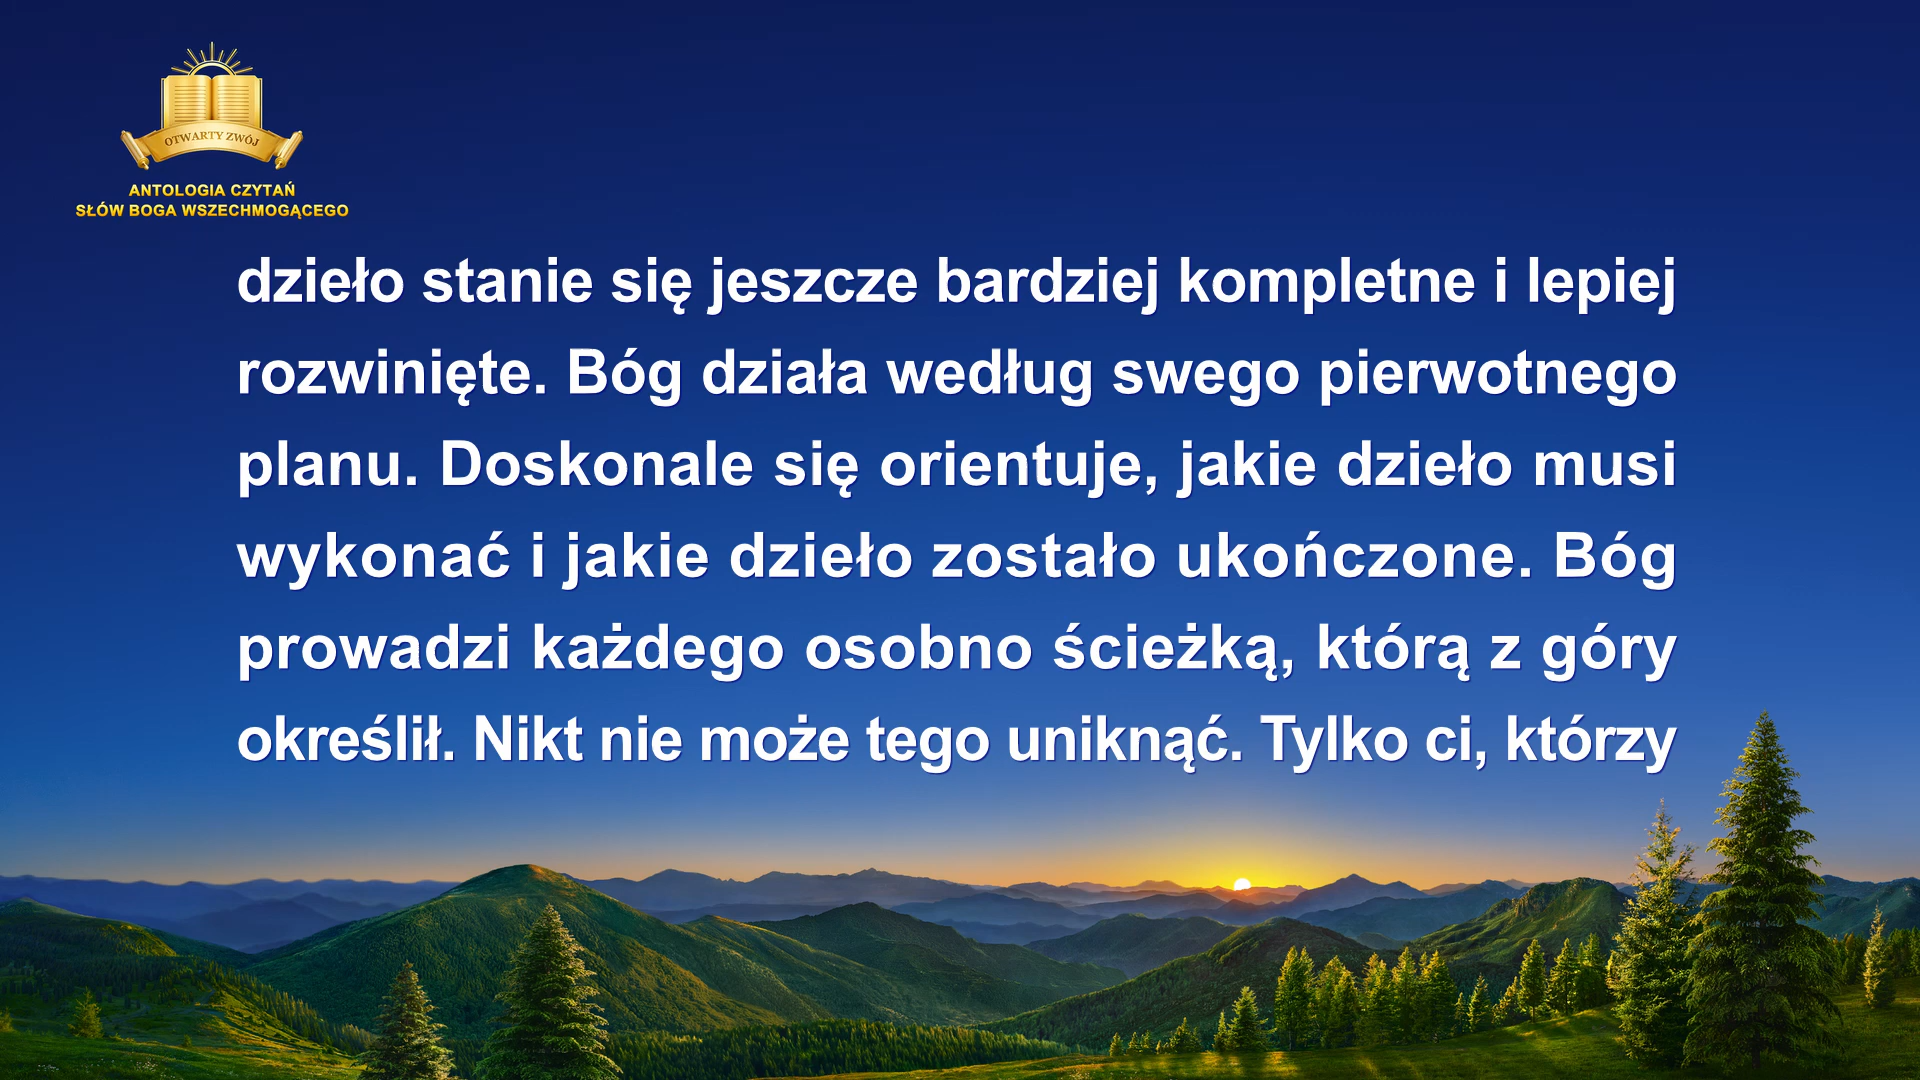 OTWARTY ZWÓJ
ANTOLOGIA CZYTAŃ
SŁÓW BOGA WSZECHMOGĄCEGO
dzieło stanie się jeszcze bardziej kompletne i lepiej
rozwinięte. Bóg działa według swego pierwotnego
planu. Doskonale się orientuje, jakie dzieło musi
wykonać i jakie dzieło zostało ukończone. Bóg
prowadzi każdego osobno ścieżką, którą z góry
określił. Nikt nie może tego uniknąć. Tylko ci, którzy